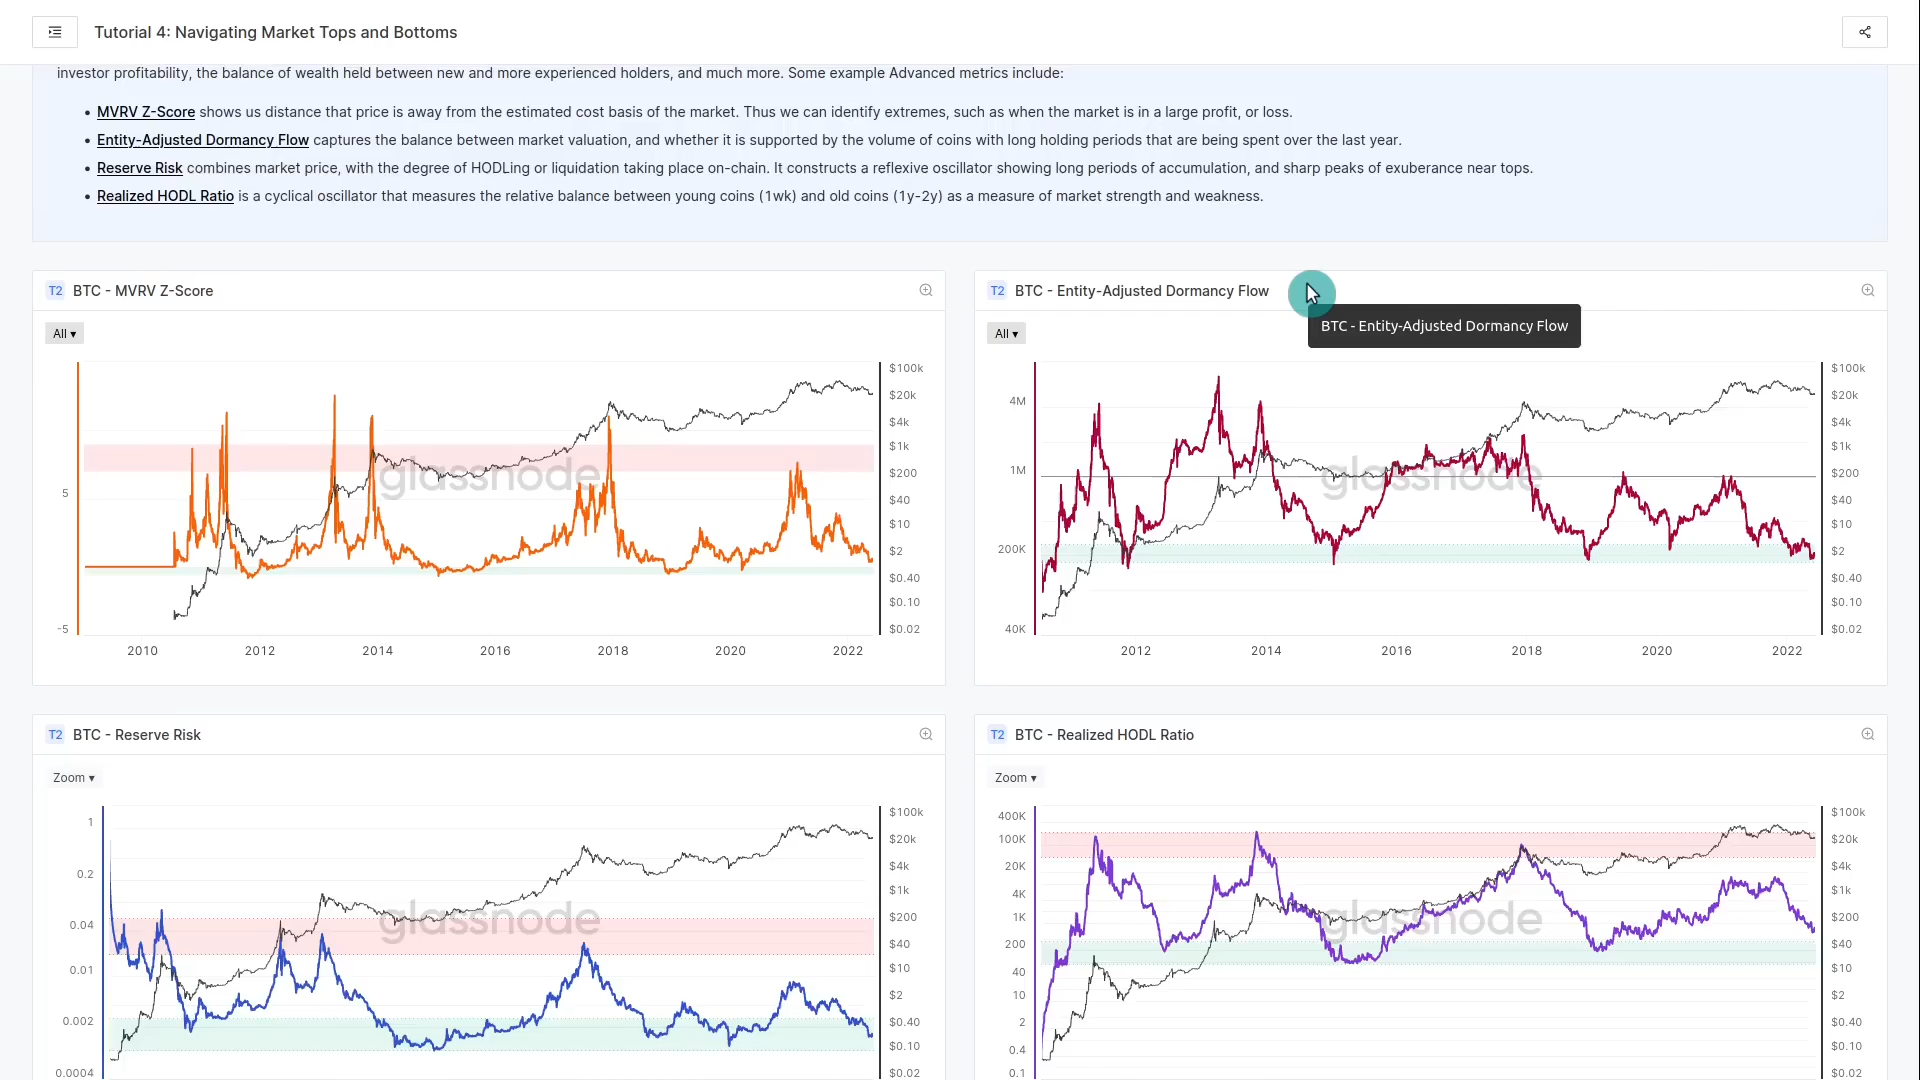 Tutorial 4: Navigating Market Tops and Bottoms
investor profitability, the balance of wealth held between new and more experienced holders, and much more. Some example Advanced metrics include:
• MVRV Z-Score shows us distance that price is away from the estimated cost basis of the market. Thus we can identify extremes, such as when the market is in a large profit, or loss.
• Entity-Adjusted Dormancy Flow captures the balance between market valuation, and whether it is supported by the volume of coins with long holding periods that are being spent over the last year.
• Reserve Risk combines market price, with the degree of HODLing or liquidation taking place on-chain. It constructs a reflexive oscillator showing long periods of accumulation, and sharp peaks of exuberance near tops.
• Realized HODL Ratio is a cyclical oscillator that measures the relative balance between young coins (1wk) and old coins (1y-2y) as a measure of market strength and weakness.
T2 BTC - MVRV Z-Score
All ▾
5
-5
glassnode
$100k
$20k
$4k
$1k
$200
$40
$10
$2
$0.40
$0.10
$0.02
2010 2012 2014 2016 2018 2020 2022
T2 BTC - Entity-Adjusted Dormancy Flow
BTC - Entity-Adjusted Dormancy Flow
All ▾
4M
1M
200K
40K
glassnode
$100k
$20k
$4k
$1k
$200
$40
$10
$2
$0.40
$0.10
$0.02
2012 2014 2016 2018 2020 2022
T2 BTC - Reserve Risk
Zoom ▾
1
0.2
0.04
0.01
0.002
0.0004
glassnode
$100k
$20k
$4k
$1k
$200
$40
$10
$2
$0.40
$0.10
$0.02
T2 BTC - Realized HODL Ratio
Zoom ▾
400K
100K
20K
4K
1K
200
40
10
2
0.4
0.1
glassnode
$100k
$20k
$4k
$1k
$200
$40
$10
$2
$0.40
$0.10
$0.02